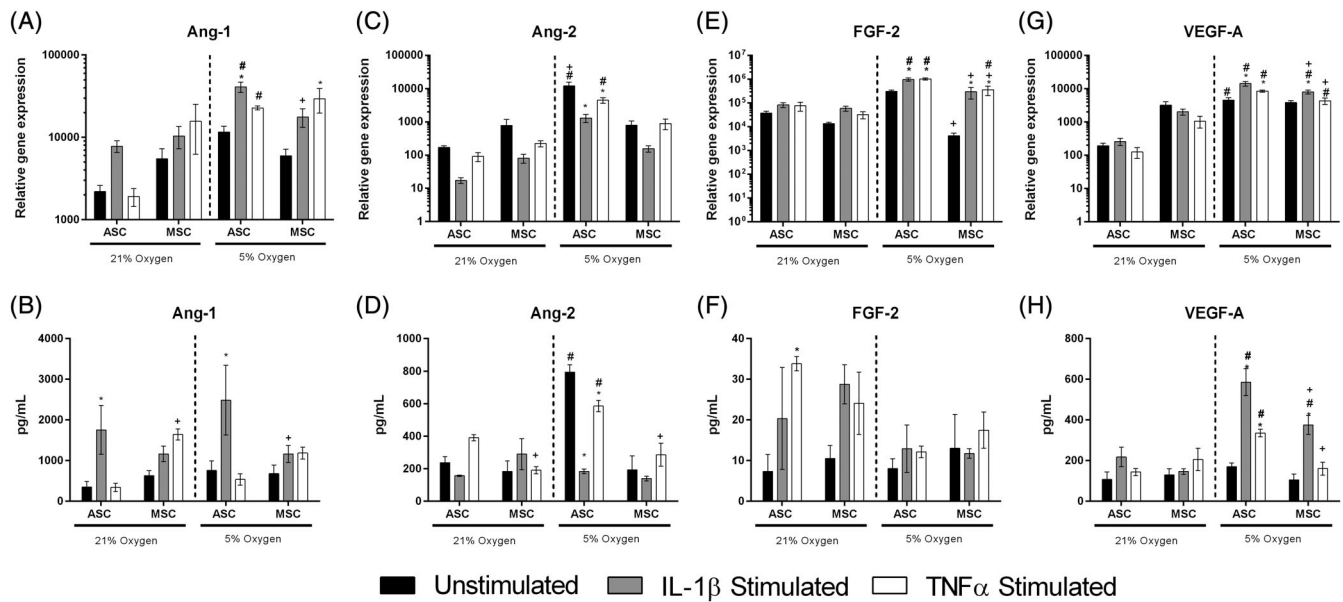 (A)
Ang-1
Relative gene expression
100000
10000
1000
# * # + *
ASC MSC ASC MSC
21% Oxygen 5% Oxygen
(C)
Ang-2
Relative gene expression
100000
10000
1000
100
10
1
+ # * # *
ASC MSC ASC MSC
21% Oxygen 5% Oxygen
(E)
FGF-2
Relative gene expression
10⁷
10⁶
10⁵
10⁴
10³
10²
10¹
10⁰
# * # * + + * # + *
ASC MSC ASC MSC
21% Oxygen 5% Oxygen
(G)
VEGF-A
Relative gene expression
100000
10000
1000
100
10
1
# # * # * + # * + #
ASC MSC ASC MSC
21% Oxygen 5% Oxygen
(B)
Ang-1
pg/mL
4000
3000
2000
1000
0
* + * +
ASC MSC ASC MSC
21% Oxygen 5% Oxygen
(D)
Ang-2
pg/mL
1000
800
600
400
200
0
+ # * # * +
ASC MSC ASC MSC
21% Oxygen 5% Oxygen
(F)
FGF-2
pg/mL
40
30
20
10
0
*
ASC MSC ASC MSC
21% Oxygen 5% Oxygen
(H)
VEGF-A
pg/mL
800
600
400
200
0
# * # * + # * +
ASC MSC ASC MSC
21% Oxygen 5% Oxygen
Unstimulated IL-1β Stimulated TNFα Stimulated